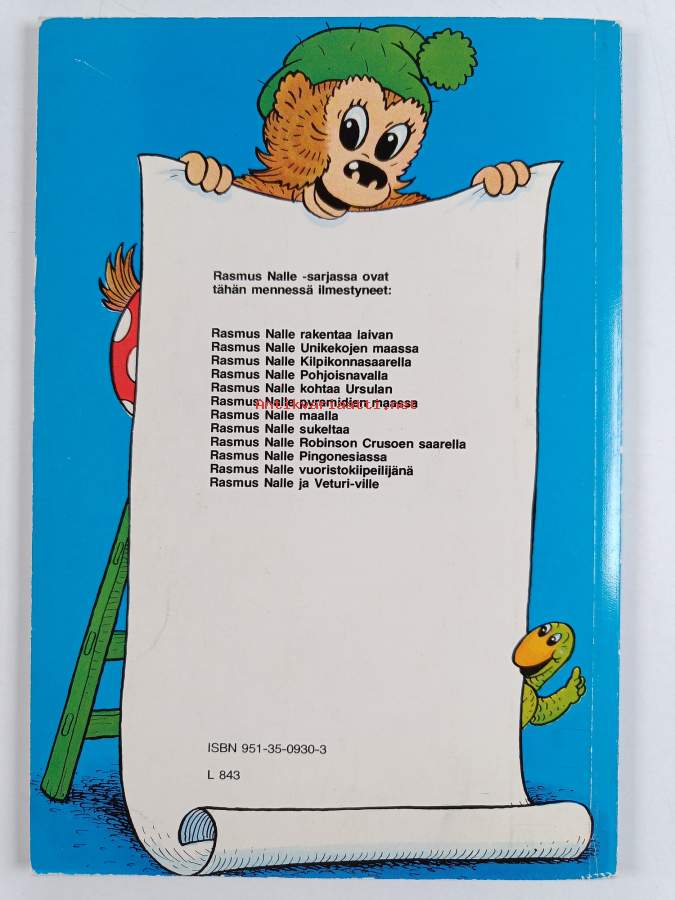 Rasmus Nalle -sarjassa ovat
tähän mennessä ilmestyneet:
Rasmus Nalle rakentaa laivan
Rasmus Nalle Unikekojen maassa
Rasmus Nalle Kilpikonnasaarella
Rasmus Nalle Pohjoisnavalla
Rasmus Nalle kohtaa Ursulan
Rasmus Nalle pyramidien maassa
Antikvariaatti.net
Rasmus Nalle maalla
Rasmus Nalle sukeltaa
Rasmus Nalle Robinson Crusoen saarella
Rasmus Nalle Pingonesiassa
Rasmus Nalle vuoristokiipeilijänä
Rasmus Nalle ja Veturi-ville
ISBN 951-35-0930-3
L 843